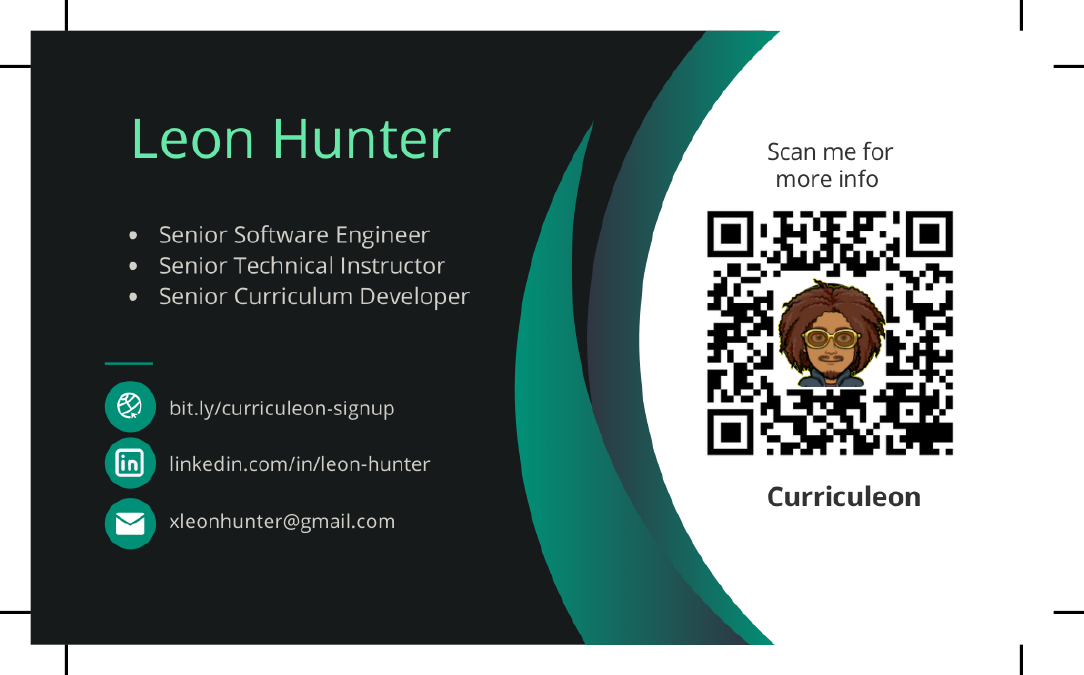 Leon Hunter
• Senior Software Engineer
• Senior Technical Instructor
• Senior Curriculum Developer
bit.ly/curriculeon-signup
in linkedin.com/in/leon-hunter
xleonhunter@gmail.com
Scan me for
more info
Curriculeon